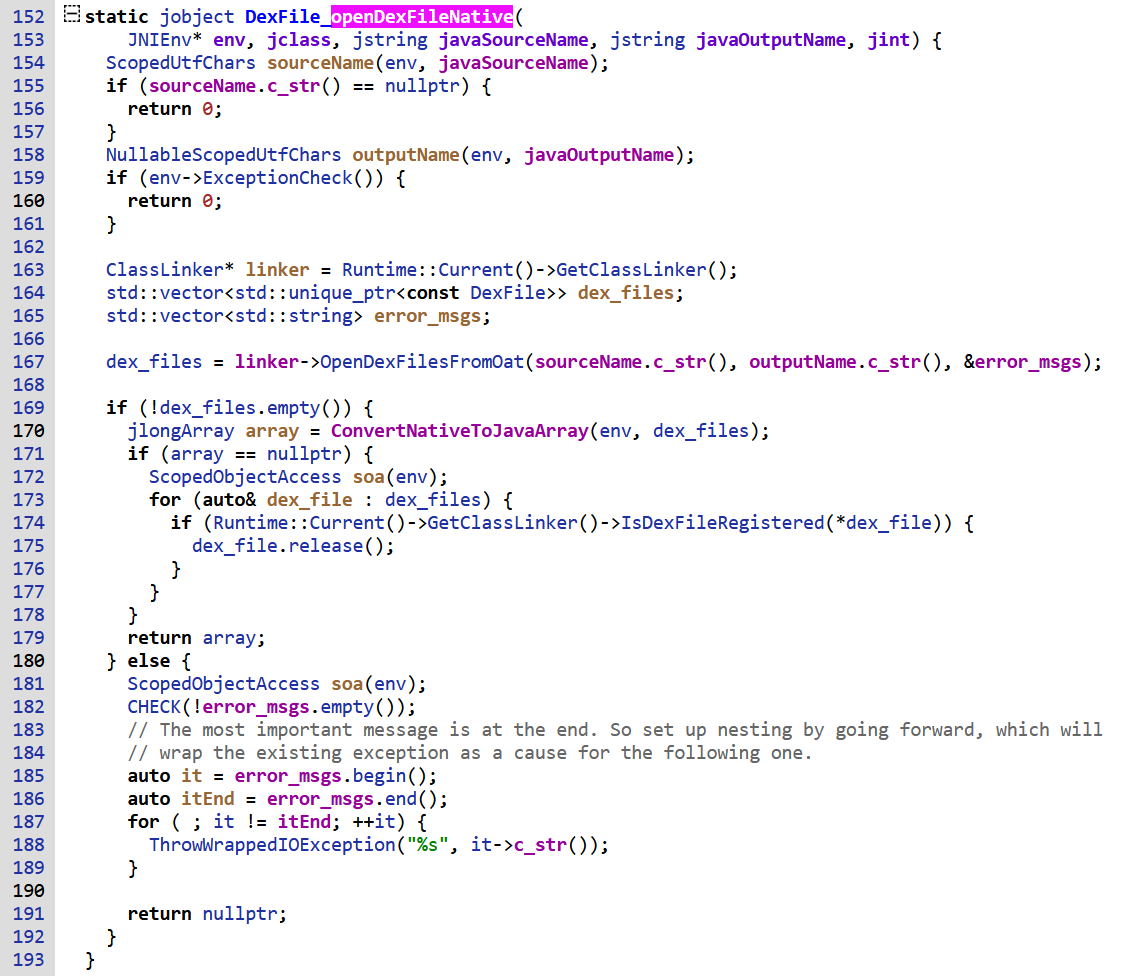 152 static jobject DexFile_openDexFileNative(
153 JNIEnv* env, jclass, jstring javaSourceName, jstring javaOutputName, jint) {
154 ScopedUtfChars sourceName(env, javaSourceName);
155 if (sourceName.c_str() == nullptr) {
156 return 0;
157 }
158 NullableScopedUtfChars outputName(env, javaOutputName);
159 if (env->ExceptionCheck()) {
160 return 0;
161 }
162
163 ClassLinker* linker = Runtime::Current()->GetClassLinker();
164 std::vector<std::unique_ptr<const DexFile>> dex_files;
165 std::vector<std::string> error_msgs;
166
167 dex_files = linker->OpenDexFilesFromOat(sourceName.c_str(), outputName.c_str(), &error_msgs);
168
169 if (!dex_files.empty()) {
170 jlongArray array = ConvertNativeToJavaArray(env, dex_files);
171 if (array == nullptr) {
172 ScopedObjectAccess soa(env);
173 for (auto& dex_file : dex_files) {
174 if (Runtime::Current()->GetClassLinker()->IsDexFileRegistered(*dex_file)) {
175 dex_file.release();
176 }
177 }
178 }
179 return array;
180 } else {
181 ScopedObjectAccess soa(env);
182 CHECK(!error_msgs.empty());
183 // The most important message is at the end. So set up nesting by going forward, which will
184 // wrap the existing exception as a cause for the following one.
185 auto it = error_msgs.begin();
186 auto itEnd = error_msgs.end();
187 for ( ; it != itEnd; ++it) {
188 ThrowWrappedIOException("%s", it->c_str());
189 }
190
191 return nullptr;
192 }
193 }